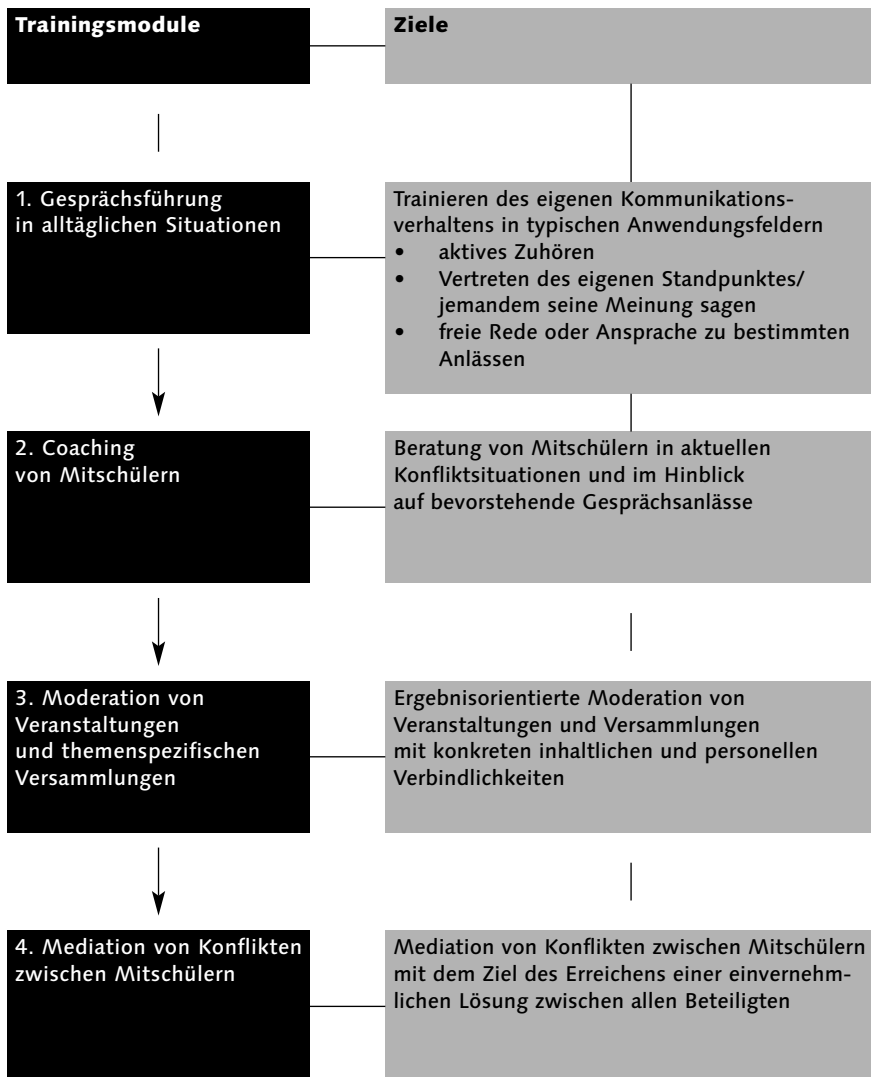 Trainingsmodule
Ziele
1. Gesprächsführung
in alltäglichen Situationen
Trainieren des eigenen Kommunikations-
verhaltens in typischen Anwendungsfeldern
• aktives Zuhören
• Vertreten des eigenen Standpunktes/
jemandem seine Meinung sagen
• freie Rede oder Ansprache zu bestimmten
Anlässen
2. Coaching
von Mitschülern
Beratung von Mitschülern in aktuellen
Konfliktsituationen und im Hinblick
auf bevorstehende Gesprächsanlässe
3. Moderation von
Veranstaltungen
und themenspezifischen
Versammlungen
Ergebnisorientierte Moderation von
Veranstaltungen und Versammlungen
mit konkreten inhaltlichen und personellen
Verbindlichkeiten
4. Mediation von Konflikten
zwischen Mitschülern
Mediation von Konflikten zwischen Mitschülern
mit dem Ziel des Erreichens einer einvernehm-
lichen Lösung zwischen allen Beteiligten